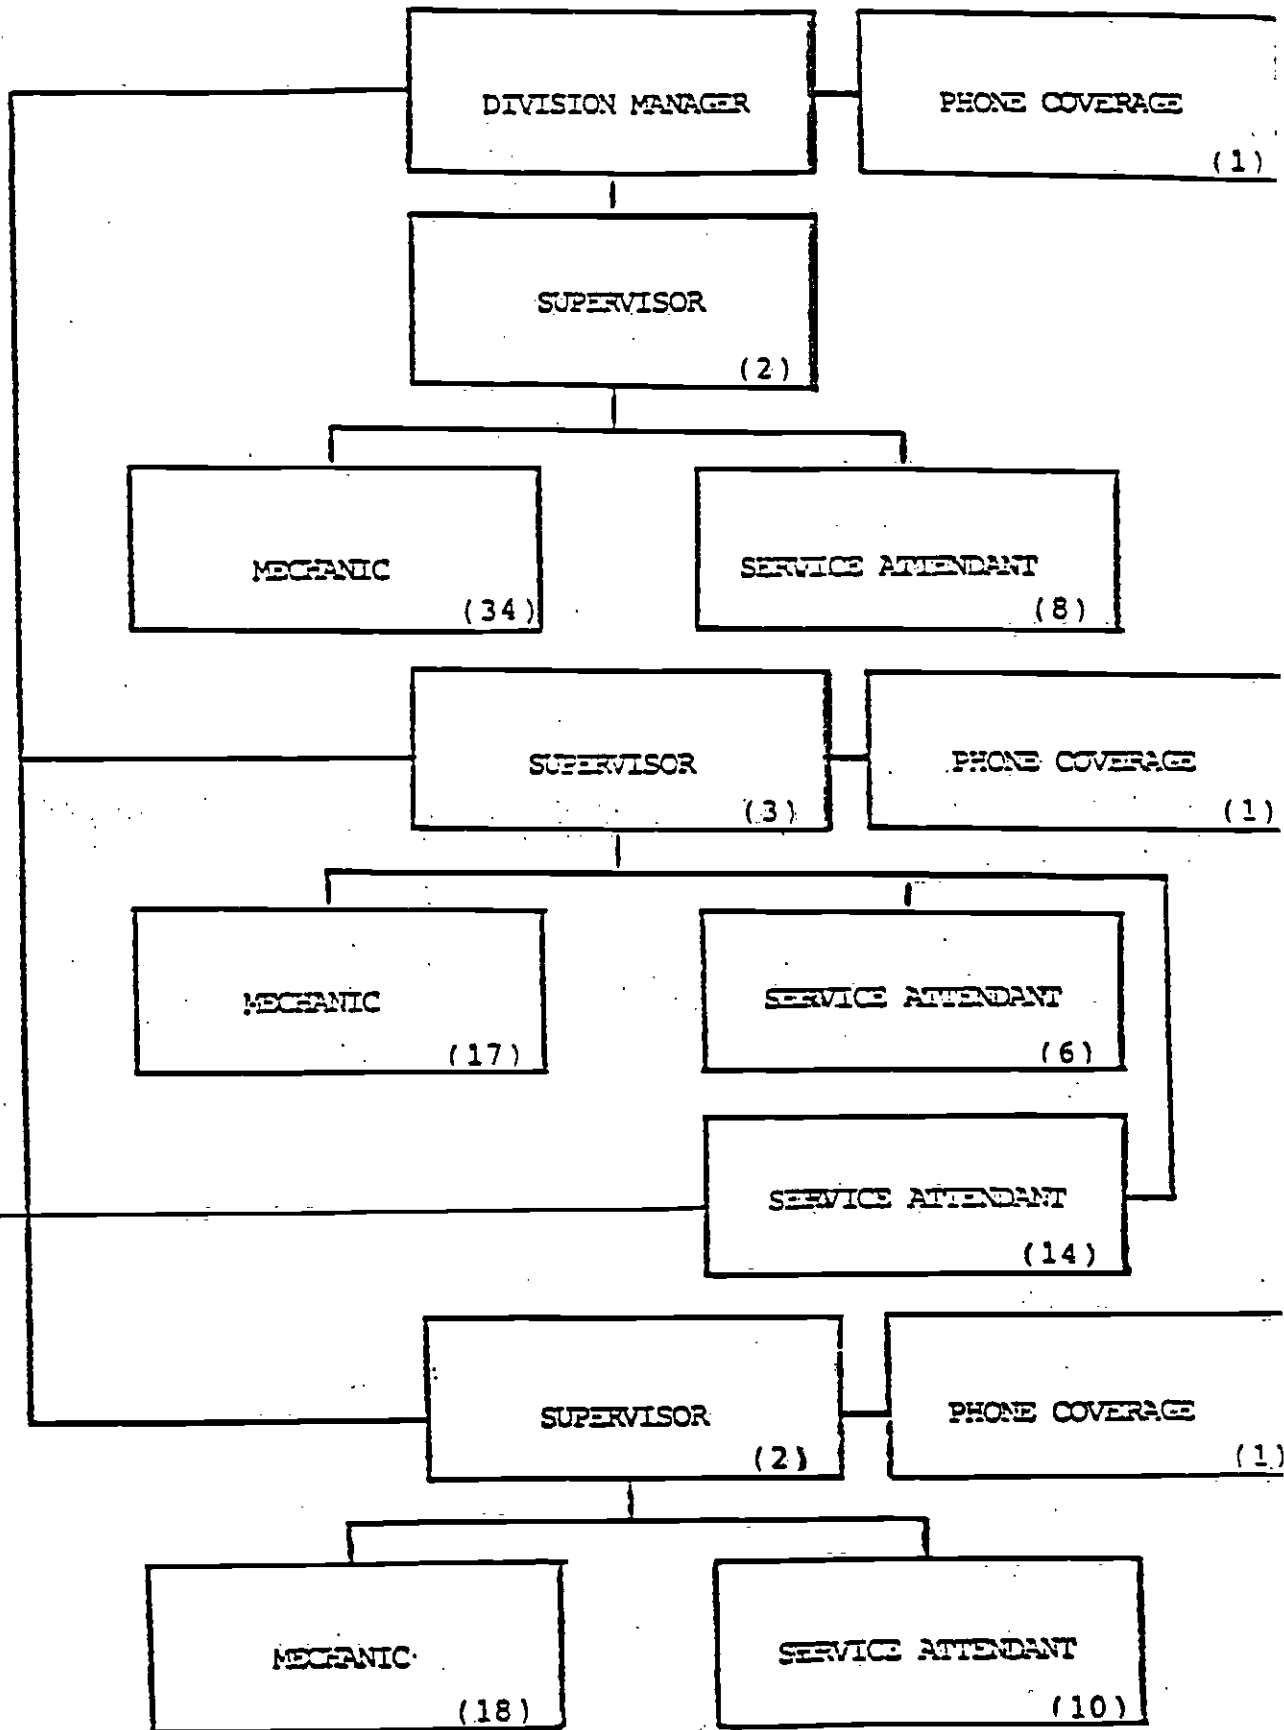 DIVISION MANAGER
PHONE COVERAGE
(1)
SUPERVISOR
(2)
MECHANIC
(34)
SERVICE ATTENDANT
(8)
SUPERVISOR
(3)
PHONE COVERAGE
(1)
MECHANIC
(17)
SERVICE ATTENDANT
(6)
SERVICE ATTENDANT
(14)
SUPERVISOR
(2)
PHONE COVERAGE
(1)
MECHANIC
(18)
SERVICE ATTENDANT
(10)